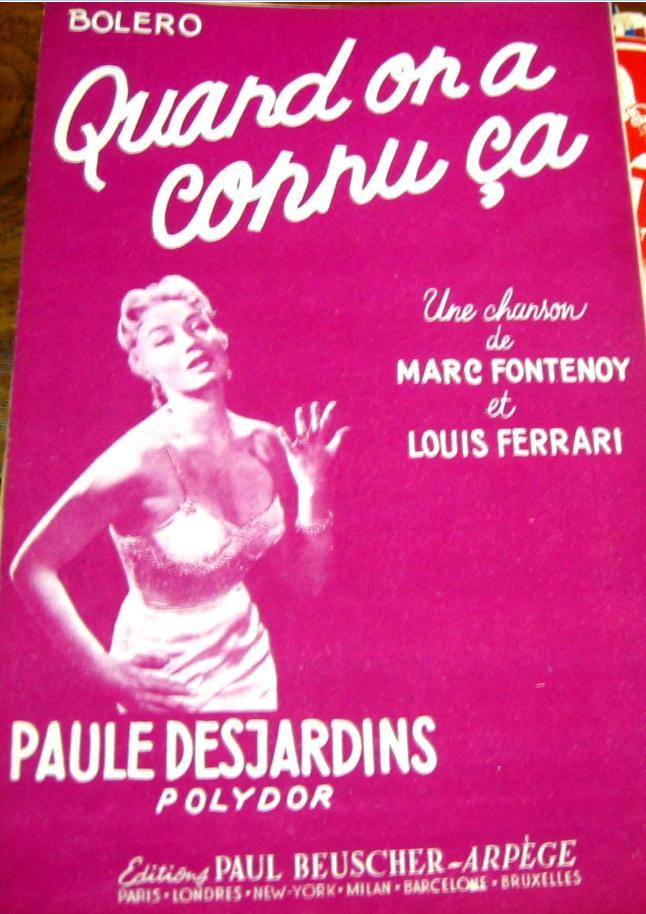 BOLERO
Quand on a
connu ça
Une chanson
de
MARC FONTENOY
et
LOUIS FERRARI
PAULE DESJARDINS
POLYDOR
Editions PAUL BEUSCHER-ARPÈGE
PARIS • LONDRES • NEW-YORK • MILAN • BARCELONE • BRUXELLES